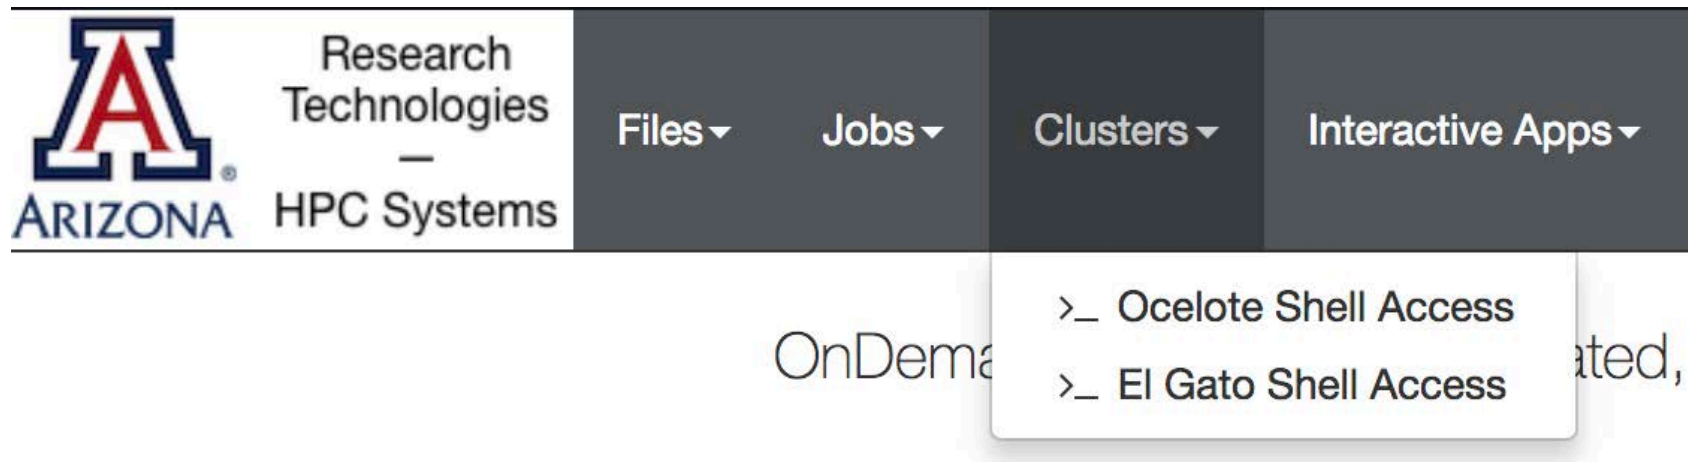 A
®
ARIZONA
Research
Technologies
—
HPC Systems
Files
Jobs
Clusters
Interactive Apps
>_ Ocelote Shell Access
>_ El Gato Shell Access
OnDema
ated,